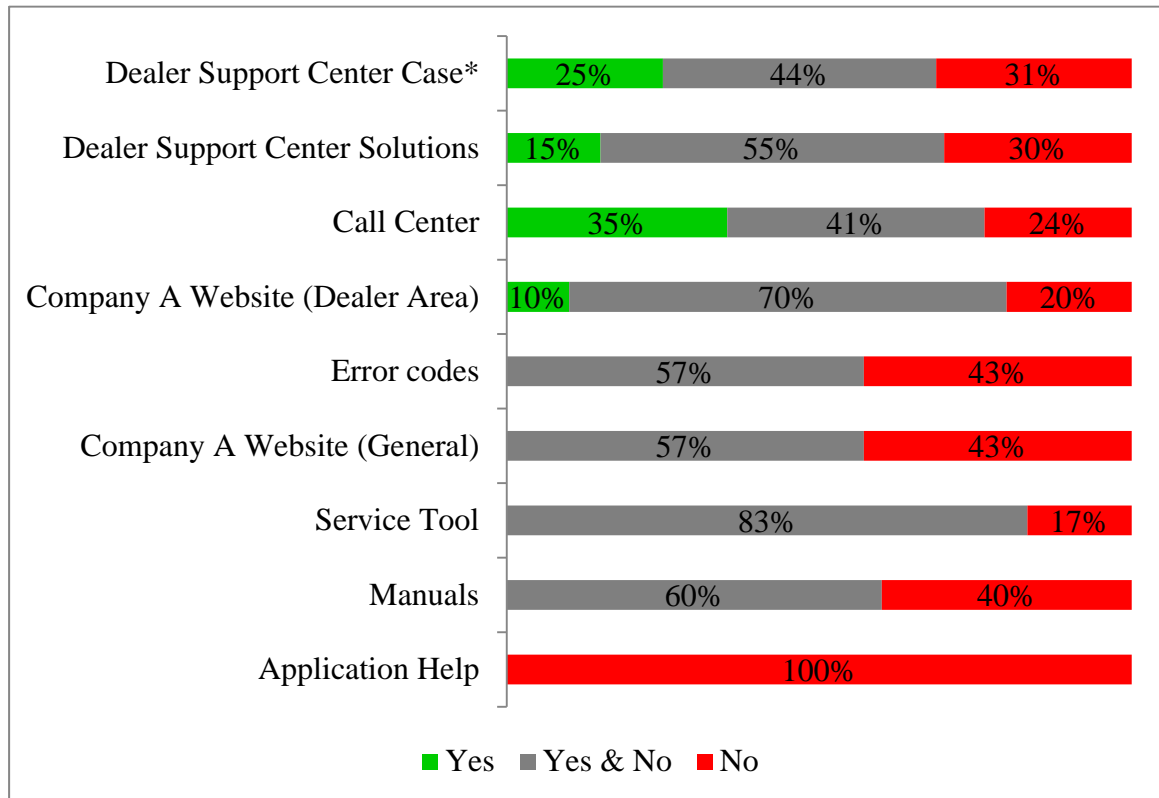 Dealer Support Center Case* 25% 44% 31%
Dealer Support Center Solutions 15% 55% 30%
Call Center 35% 41% 24%
Company A Website (Dealer Area) 10% 70% 20%
Error codes 57% 43%
Company A Website (General) 57% 43%
Service Tool 83% 17%
Manuals 60% 40%
Application Help 100%
Yes Yes & No No